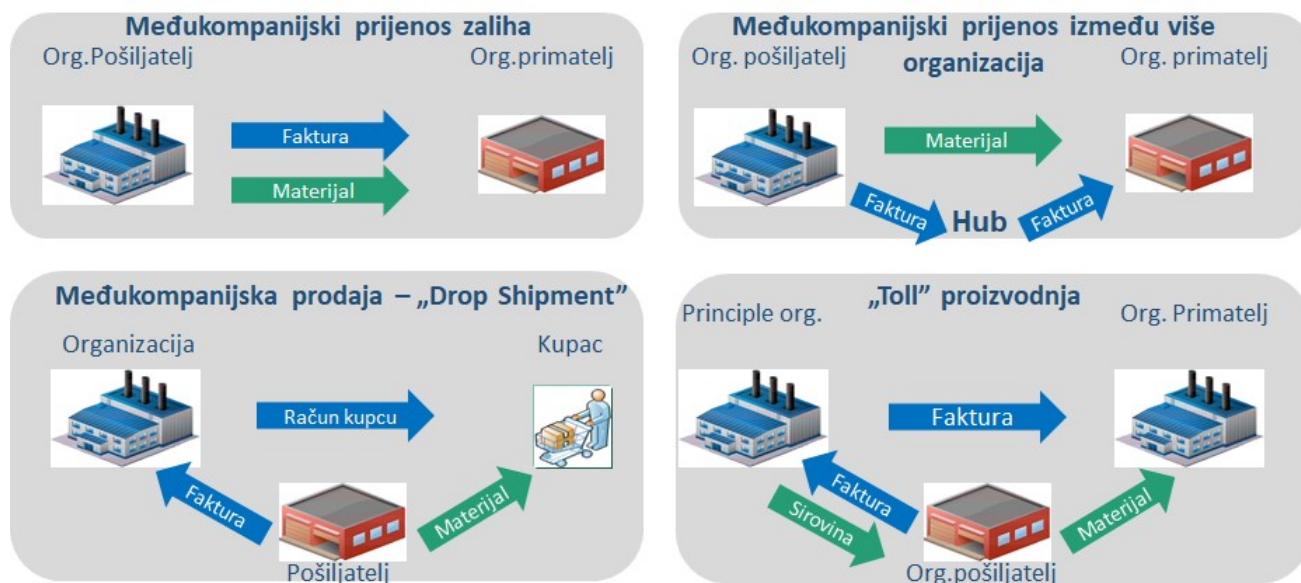 Međukompanijski prijenos zaliha
Org.Pošiljatelj
Org.primatelj
Faktura
Materijal
Međukompanijski prijenos između više
organizacija
Org. pošiljatelj
Org. primatelj
Materijal
Faktura
Hub
Faktura
Međukompanijska prodaja – „Drop Shipment”
Organizacija
Kupac
Račun kupcu
Faktura
Materijal
Pošiljatelj
„Toll” proizvodnja
Principle org.
Org. Primatelj
Faktura
Faktura
Sirovina
Materijal
Org.pošiljatelj